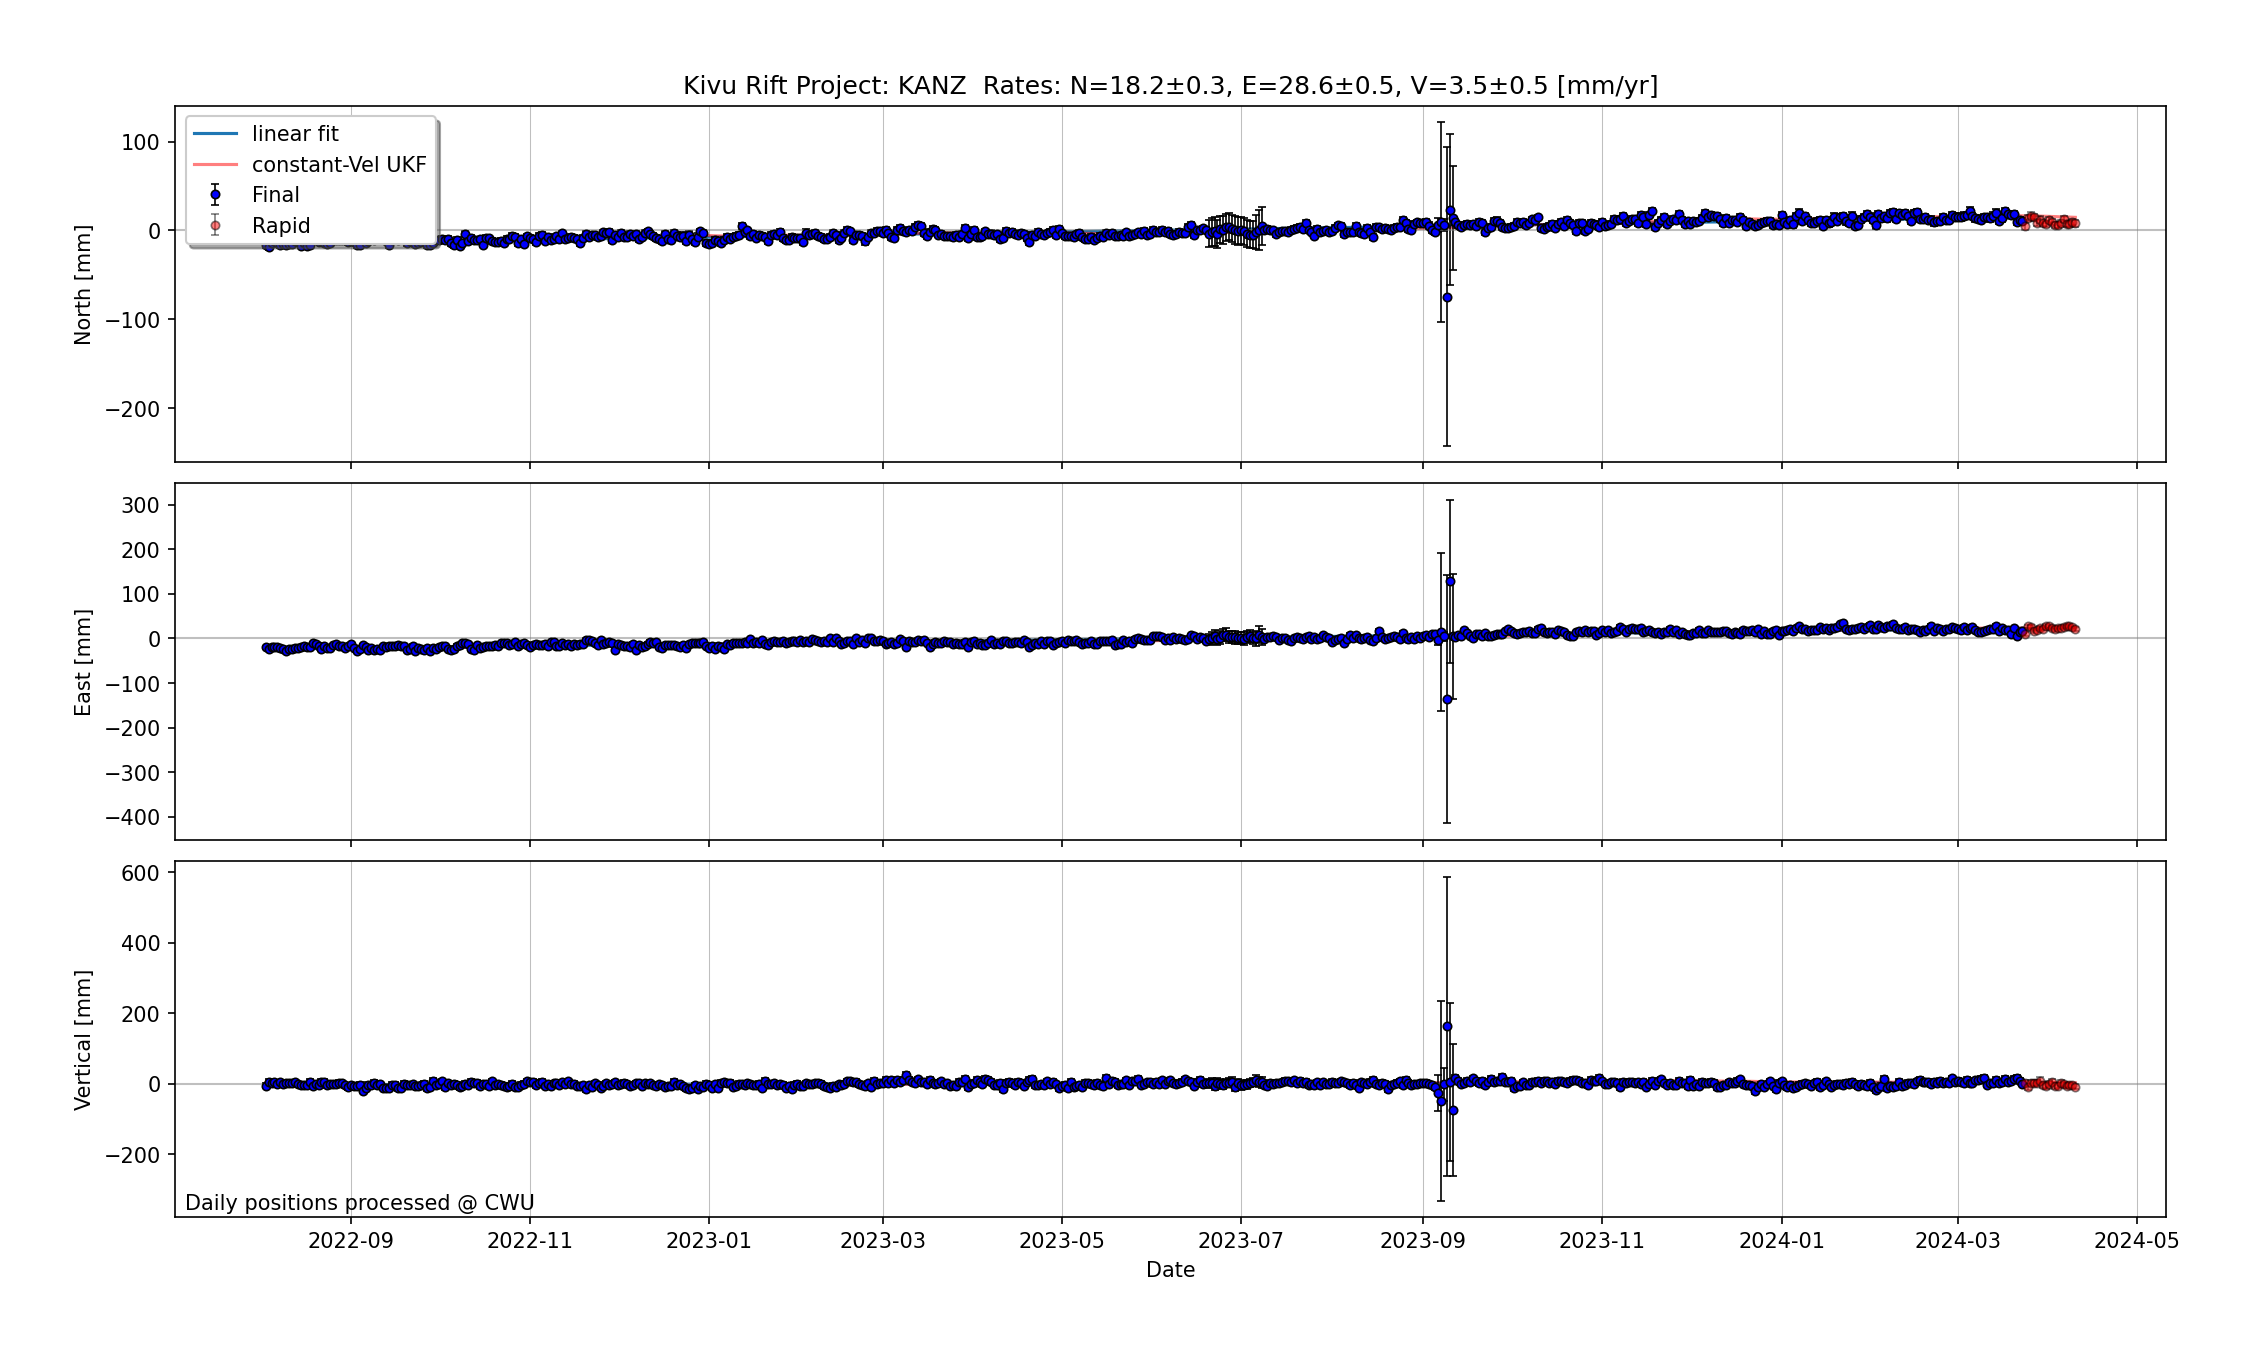 Kivu Rift Project: KANZ  Rates: N=18.2±0.3, E=28.6±0.5, V=3.5±0.5 [mm/yr]
linear fit
constant-Vel UKF
Final
Rapid
North [mm]
100
0
−100
−200
East [mm]
300
200
100
0
−100
−200
−300
−400
Vertical [mm]
600
400
200
0
−200
Daily positions processed @ CWU
2022-09 2022-11 2023-01 2023-03 2023-05 2023-07 2023-09 2023-11 2024-01 2024-03 2024-05
Date